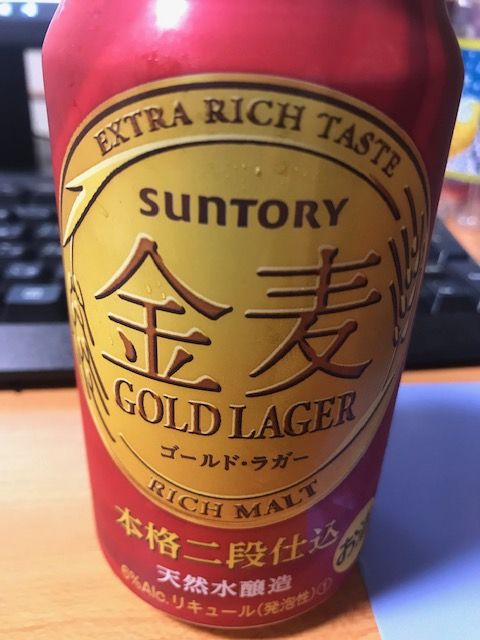 EXTRA RICH TASTE
SUNTORY
金麦
GOLD LAGER
ゴールド・ラガー
RICH MALT
本格二段仕込
天然水醸造
6%Alc. リキュール(発泡性)①